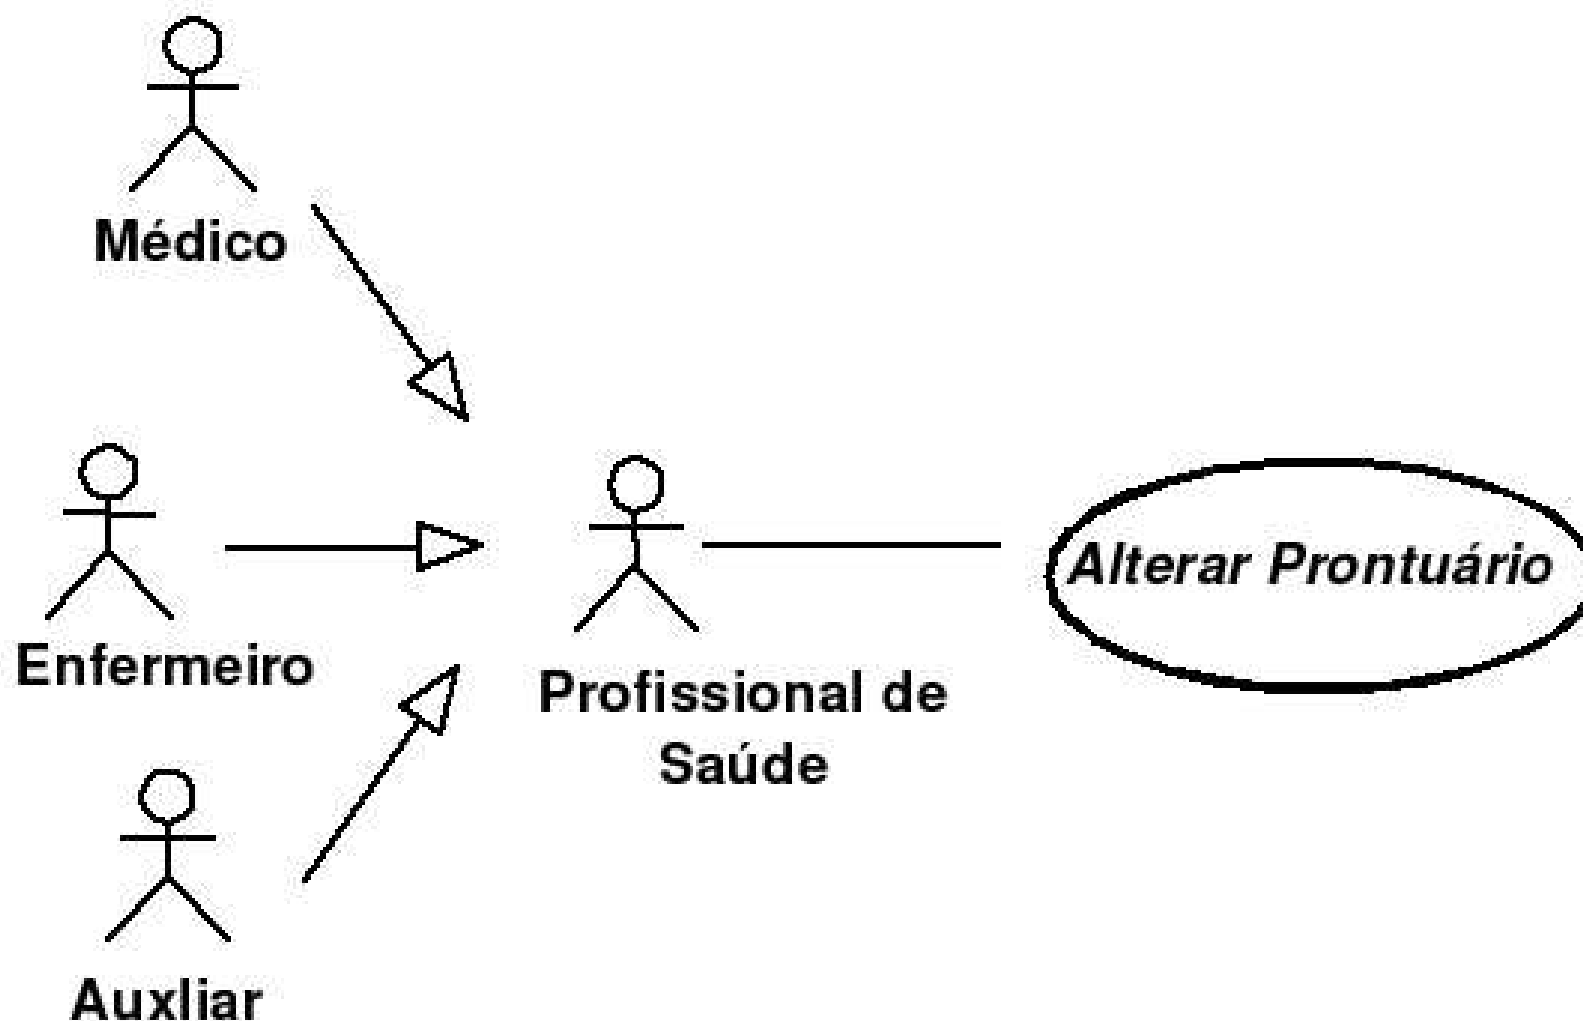 Médico
Enfermeiro
Profissional de
Saúde
Alterar Prontuário
Auxliar